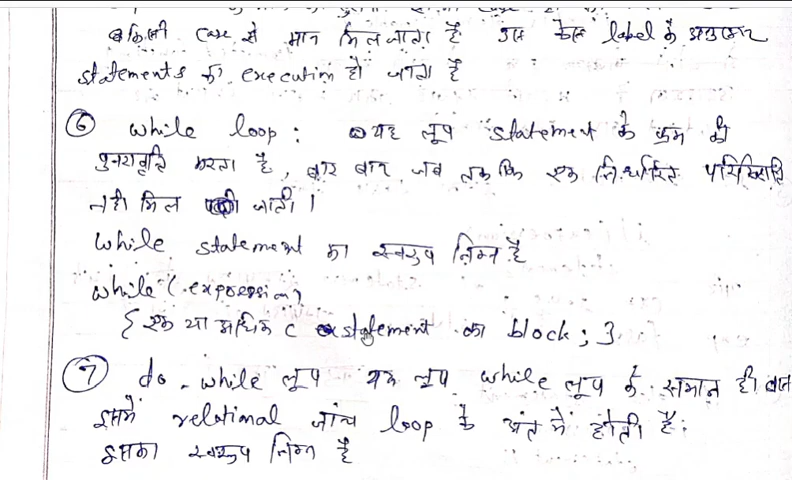 किसी case से मान मिल जाता है उस केस label के अनुसार
statements का execution हो जाता है
⑥ while loop : यह लूप statement के क्रम की
पुनरावृति करता है, बार बार जब तक कि एक निर्धारित परिस्थिति
नही मिल जाती।
while statement का स्वरुप निम्न है
while ( expression)
{ एक या अधिक c statement का block ; }
⑦ do - while लूप यह लूप while लूप के समान ही बस
इसमे relational जांच loop के अंत में होती है:
इसका स्वरुप निम्न है